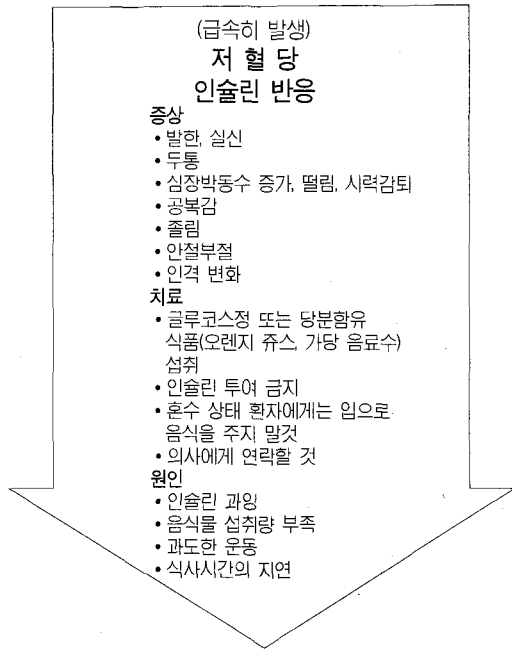 (급속히 발생)
저 혈 당
인슐린 반응
증상
• 발한, 실신
• 두통
• 심장박동수 증가, 떨림, 시력감퇴
• 공복감
• 졸림
• 안절부절
• 인격 변화
치료
• 글루코스정 또는 당분함유
식품(오렌지 쥬스, 가당 음료수)
섭취
• 인슐린 투여 금지
• 혼수 상태 환자에게는 입으로
음식을 주지 말것
• 의사에게 연락할 것
원인
• 인슐린 과잉
• 음식물 섭취량 부족
• 과도한 운동
• 식사시간의 지연